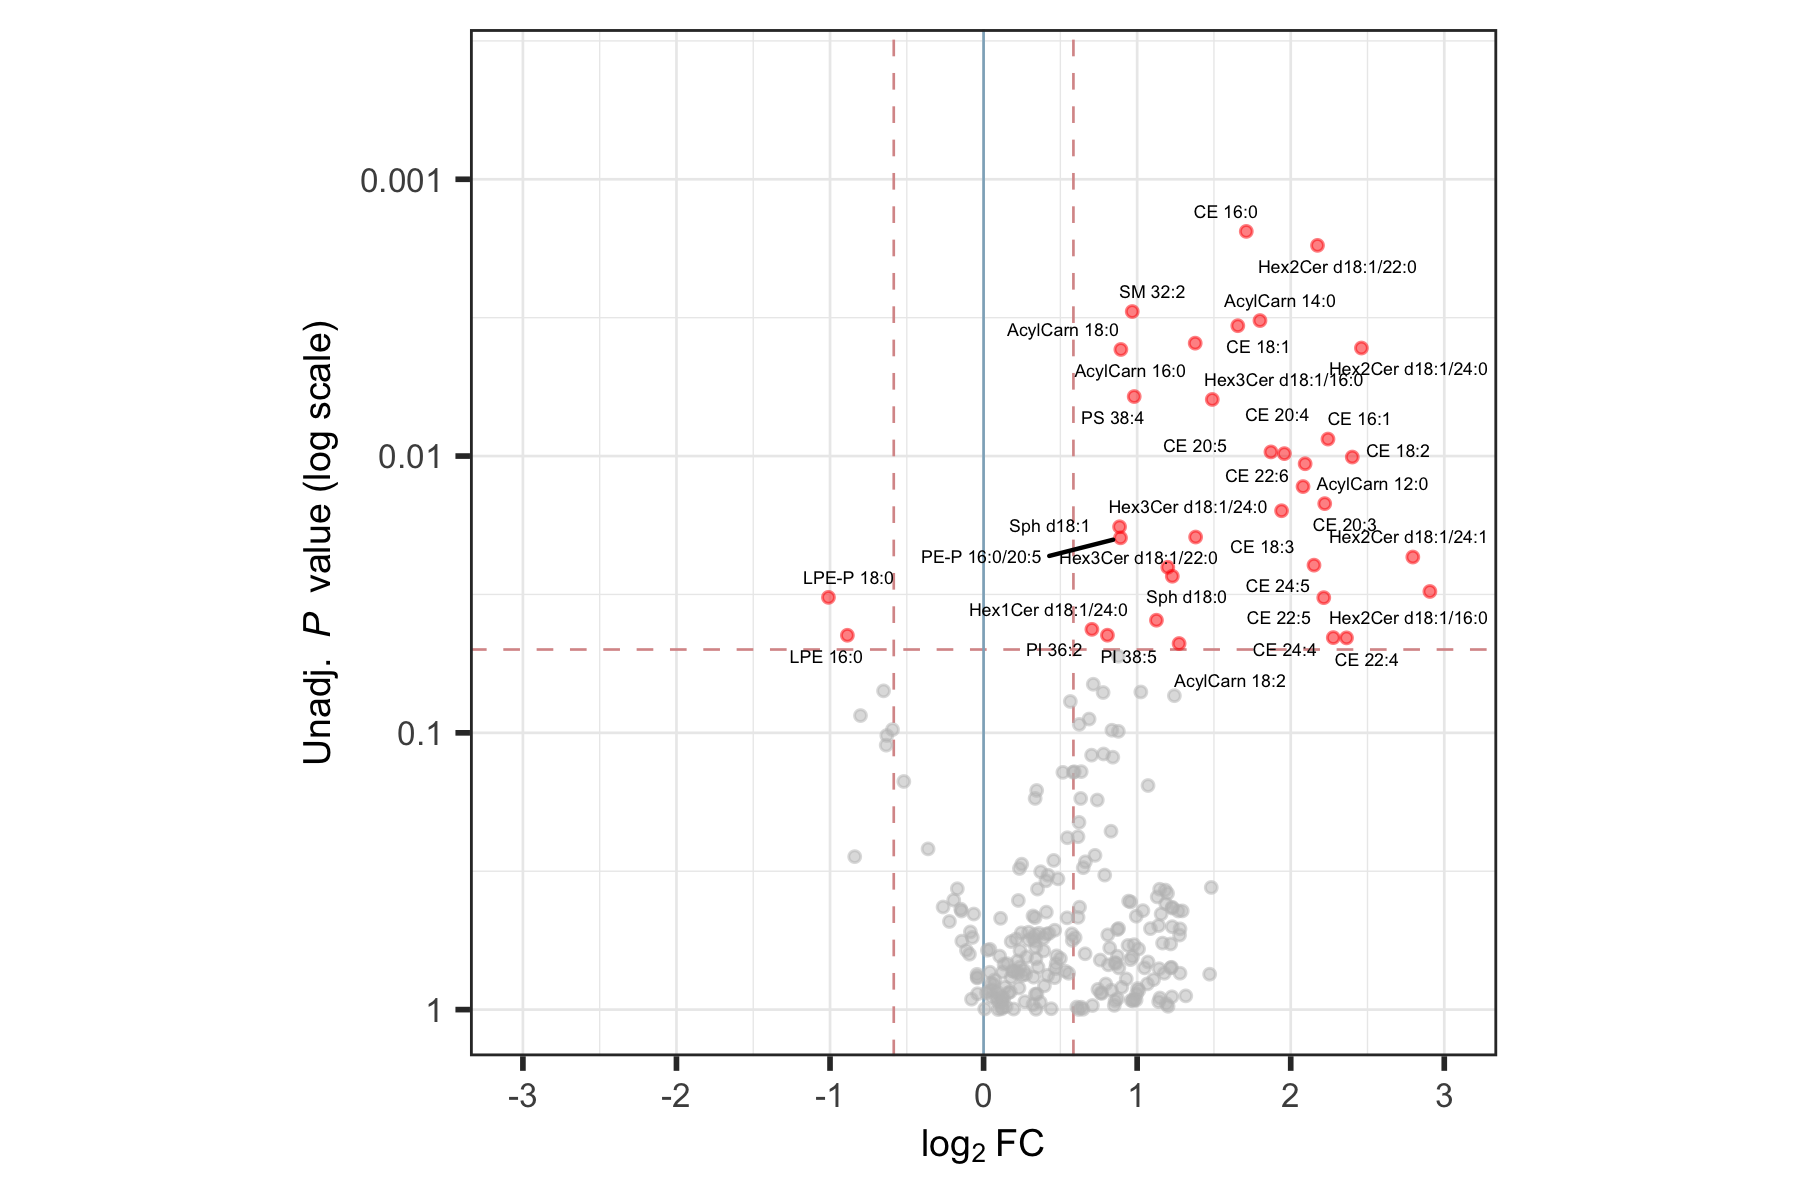 0.001
0.01
0.1
1
-3
-2
-1
0
1
2
3
log2 FC
Unadj. P value (log scale)
CE 16:0
Hex2Cer d18:1/22:0
SM 32:2
AcylCarn 14:0
AcylCarn 18:0
CE 18:1
Hex2Cer d18:1/24:0
AcylCarn 16:0
Hex3Cer d18:1/16:0
PS 38:4
CE 20:4
CE 16:1
CE 20:5
CE 18:2
CE 22:6
AcylCarn 12:0
Hex3Cer d18:1/24:0
Sph d18:1
CE 20:3
Hex2Cer d18:1/24:1
CE 18:3
PE-P 16:0/20:5
Hex3Cer d18:1/22:0
LPE-P 18:0
CE 24:5
Sph d18:0
Hex1Cer d18:1/24:0
CE 22:5
Hex2Cer d18:1/16:0
LPE 16:0
PI 36:2
PI 38:5
CE 24:4
CE 22:4
AcylCarn 18:2